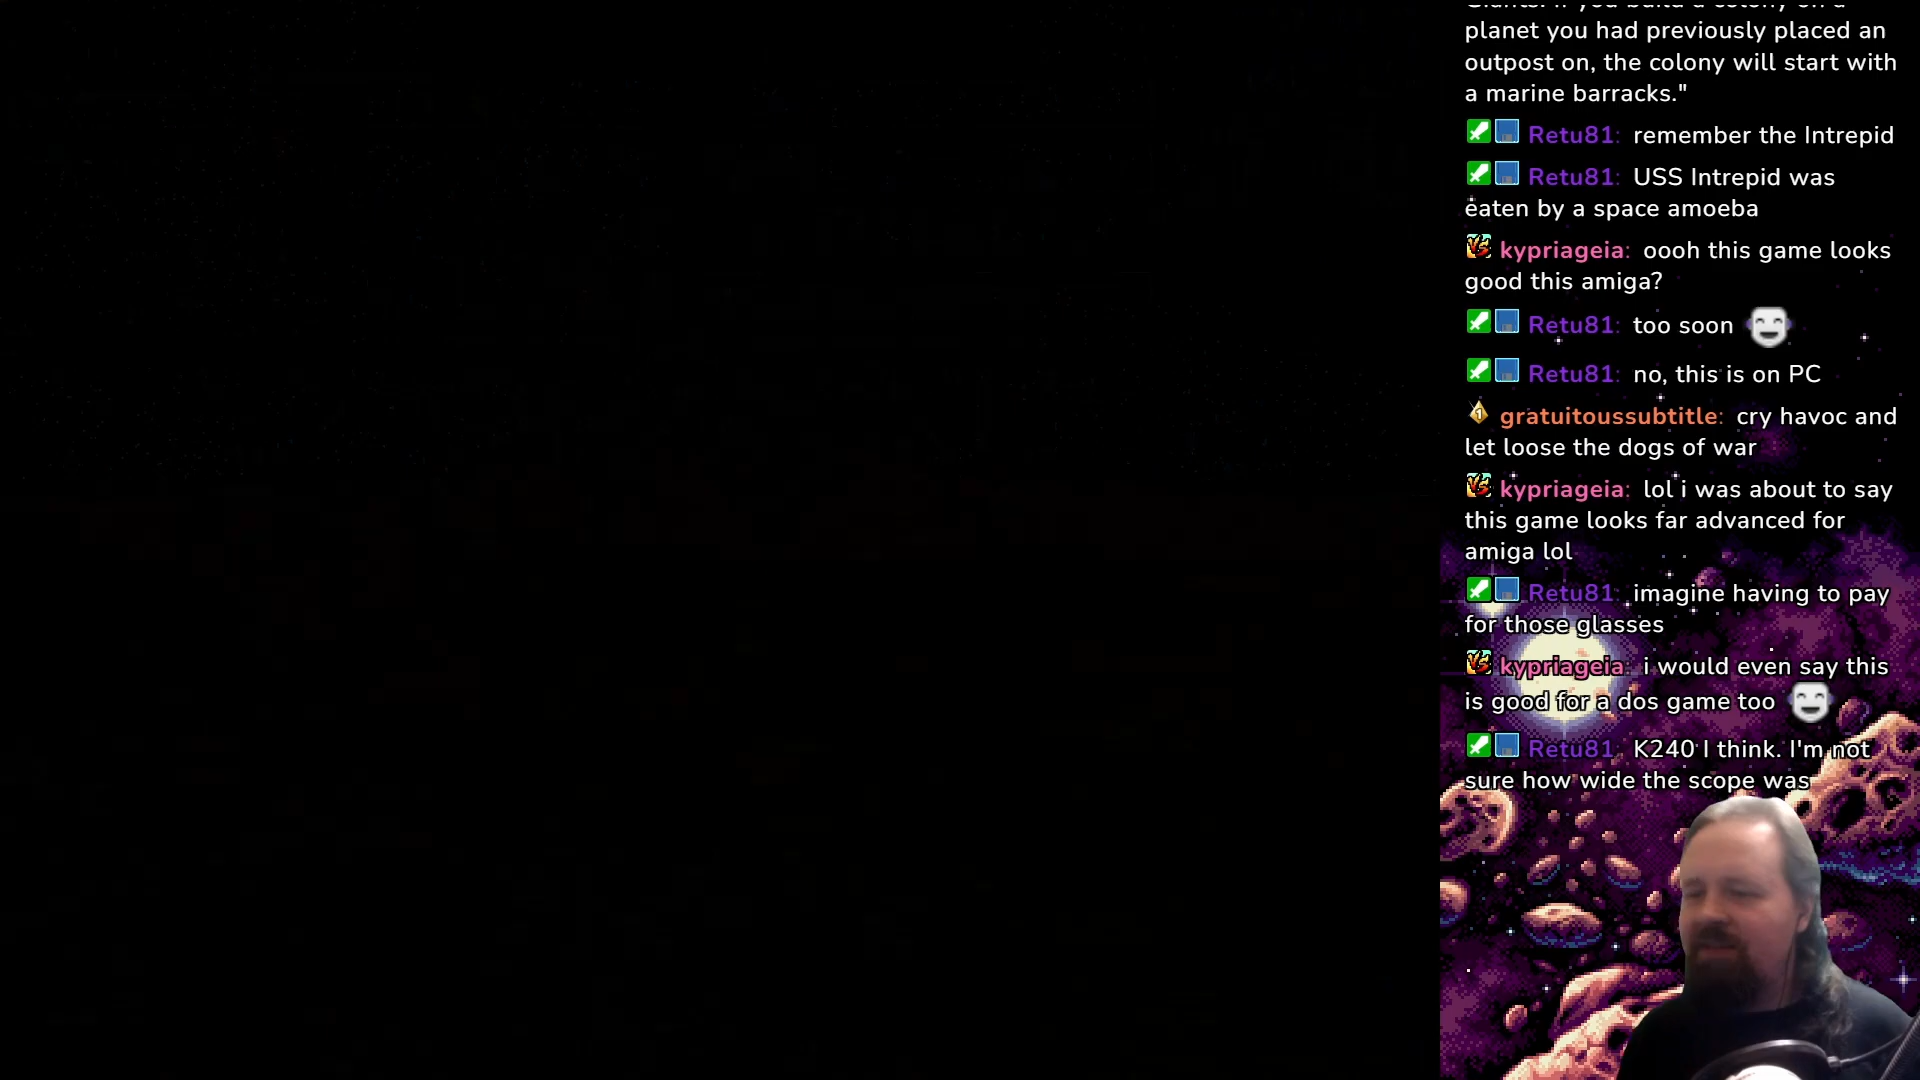 planet you had previously placed an
outpost on, the colony will start with
a marine barracks."
Retu81: remember the Intrepid
Retu81: USS Intrepid was
eaten by a space amoeba
kypriageia: oooh this game looks
good this amiga?
Retu81: too soon
Retu81: no, this is on PC
gratuitoussubtitle: cry havoc and
let loose the dogs of war
kypriageia: lol i was about to say
this game looks far advanced for
amiga lol
Retu81: imagine having to pay
for those glasses
kypriageia: i would even say this
is good for a dos game too
Retu81: K240 I think. I'm not
sure how wide the scope was